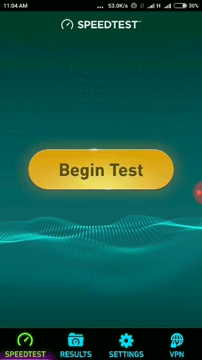 11:04 AM ... 53.0K/s H 30%
SPEEDTEST
Begin Test
SPEEDTEST RESULTS SETTINGS VPN